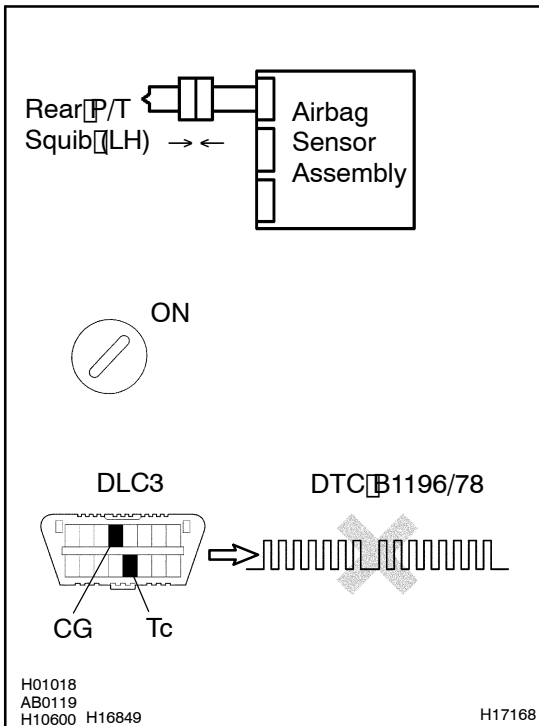 Rear P/T
Squib (LH)
Airbag
Sensor
Assembly
ON
DLC3
DTC B1196/78
CG
Tc
H01018
AB0119
H10600 H16849
H17168